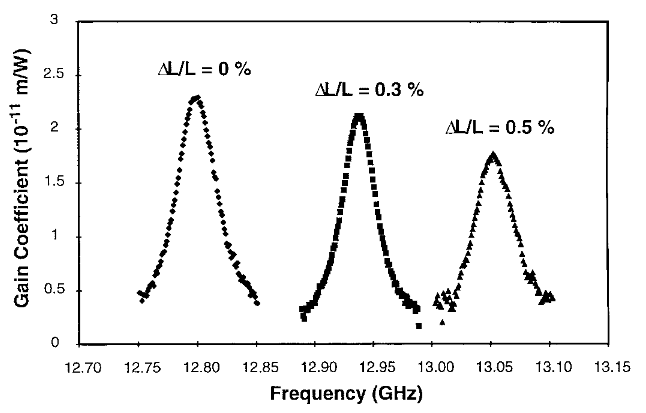 3
2.5
2
1.5
1
0.5
0
Gain Coefficient (10⁻¹¹ m/W)
ΔL/L = 0 %
ΔL/L = 0.3 %
ΔL/L = 0.5 %
12.70 12.75 12.80 12.85 12.90 12.95 13.00 13.05 13.10 13.15
Frequency (GHz)